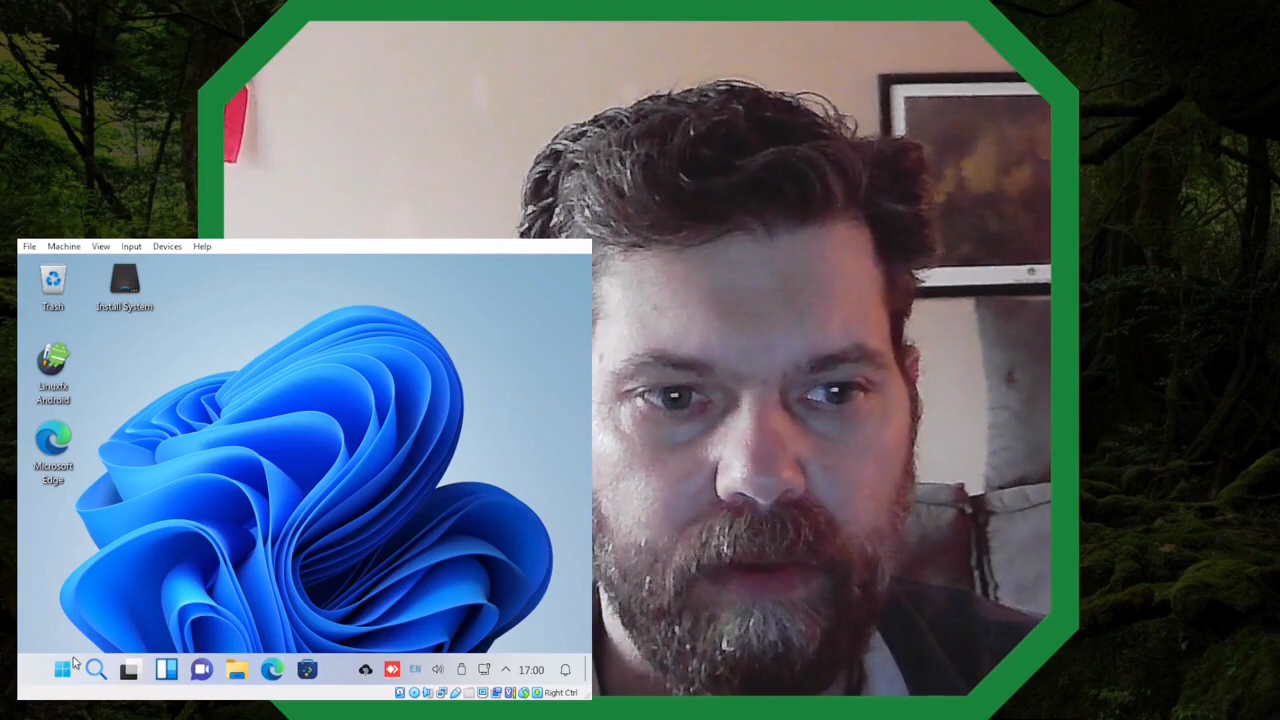 File Machine View Input Devices Help
Trash
Install System
Linuxfx
Android
Microsoft
Edge
EN
17:00
Right Ctrl